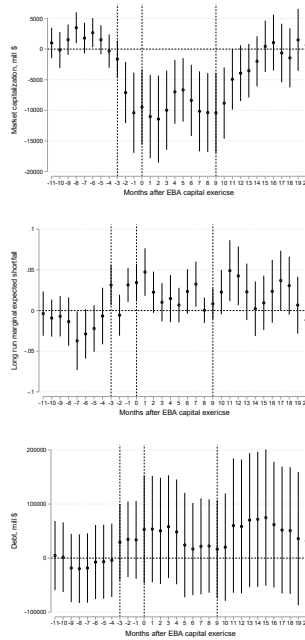 5000
0
-5000
-10000
-15000
-20000
Market capitalization, mill $
-11-10 -9 -8 -7 -6 -5 -4 -3 -2 -1 0 1 2 3 4 5 6 7 8 9 10 11 12 13 14 15 16 17 18 19 2
Months after EBA capital exericse
.1
.05
0
-.05
-.1
Long run marginal expected shortfall
-11-10 -9 -8 -7 -6 -5 -4 -3 -2 -1 0 1 2 3 4 5 6 7 8 9 10 11 12 13 14 15 16 17 18 19 2
Months after EBA capital exericse
200000
100000
0
-100000
Debt, mill $
-11-10 -9 -8 -7 -6 -5 -4 -3 -2 -1 0 1 2 3 4 5 6 7 8 9 10 11 12 13 14 15 16 17 18 19 2
Months after EBA capital exericse